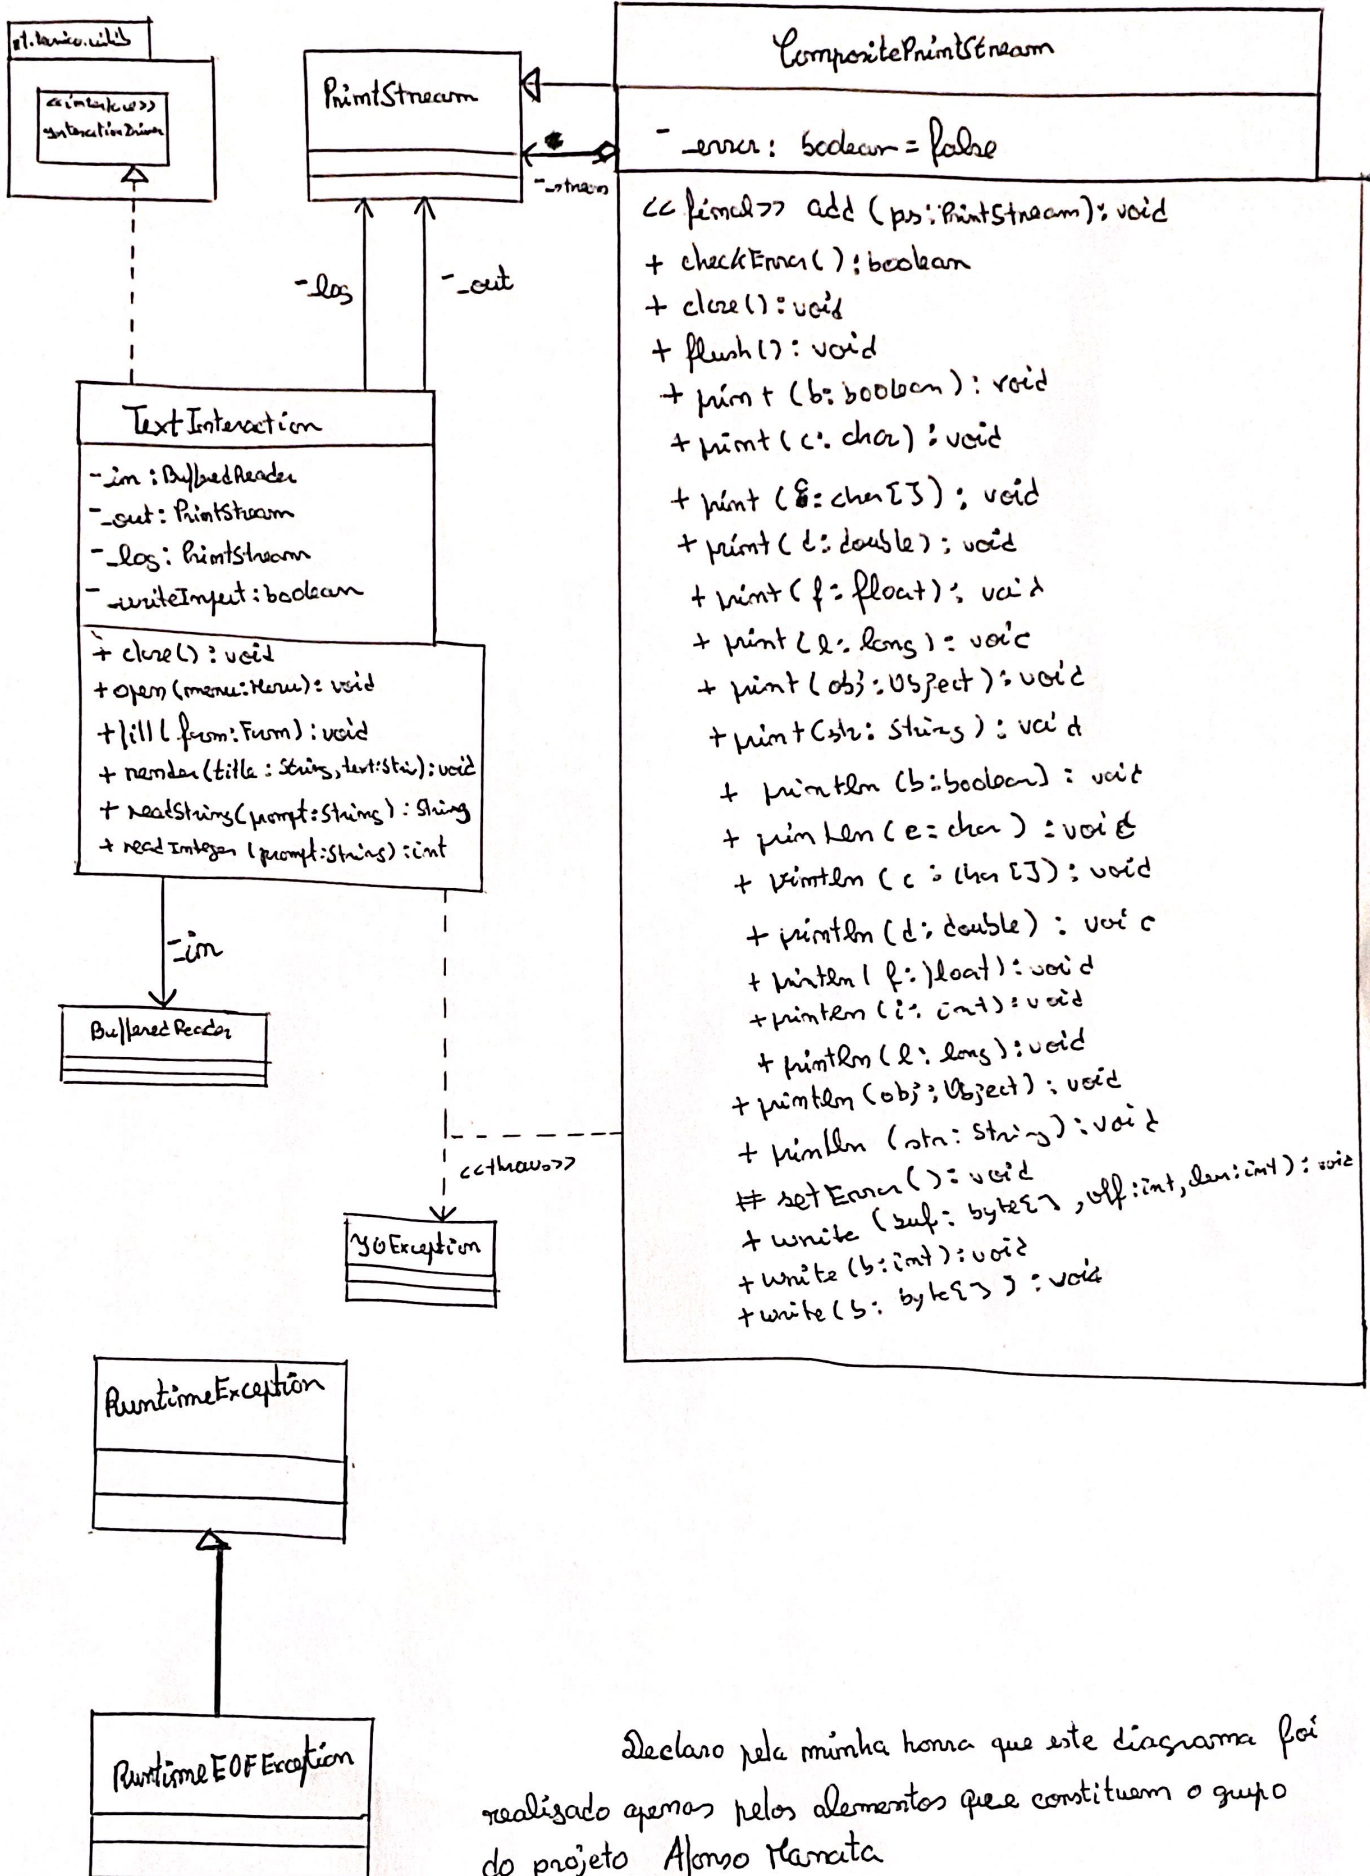 pt.tecnico.uilib
<<interface>>
InteractionDriver
PrintStream
CompositePrintStream
- _error: boolean = false
*
<<final>> add (ps: PrintStream): void
+ checkError(): boolean
+ close(): void
+ flush(): void
+ print (b: boolean): void
+ print (c: char): void
+ print (s: char[]): void
+ print (d: double): void
+ print (f: float): void
+ print (l: long): void
+ print (obj: Object): void
+ print (str: String): void
+ println (b: boolean): void
+ println (c: char): void
+ println (c: char []): void
+ println (d: double): void
+ println (f: float): void
+ println (i: int): void
+ println (l: long): void
+ println (obj: Object): void
+ println (str: String): void
# setError(): void
+ write (buf: byte[], off: int, len: int): void
+ write (b: int): void
+ write (b: byte[]): void
- _log
- _out
TextInteraction
- _in: BufferedReader
- _out: PrintStream
- _log: PrintStream
- _writeInput: boolean
+ close(): void
+ open (menu: Menu): void
+ fill (form: Form): void
+ render (title: String, text: Str): void
+ readString (prompt: String): String
+ readInteger (prompt: String): int
- _in
BufferedReader
<<throws>>
IOException
RuntimeException
RuntimeEOFException
Declaro pela minha honra que este diagrama foi
realizado apenas pelos elementos que constituem o grupo
do projeto Afonso Manata